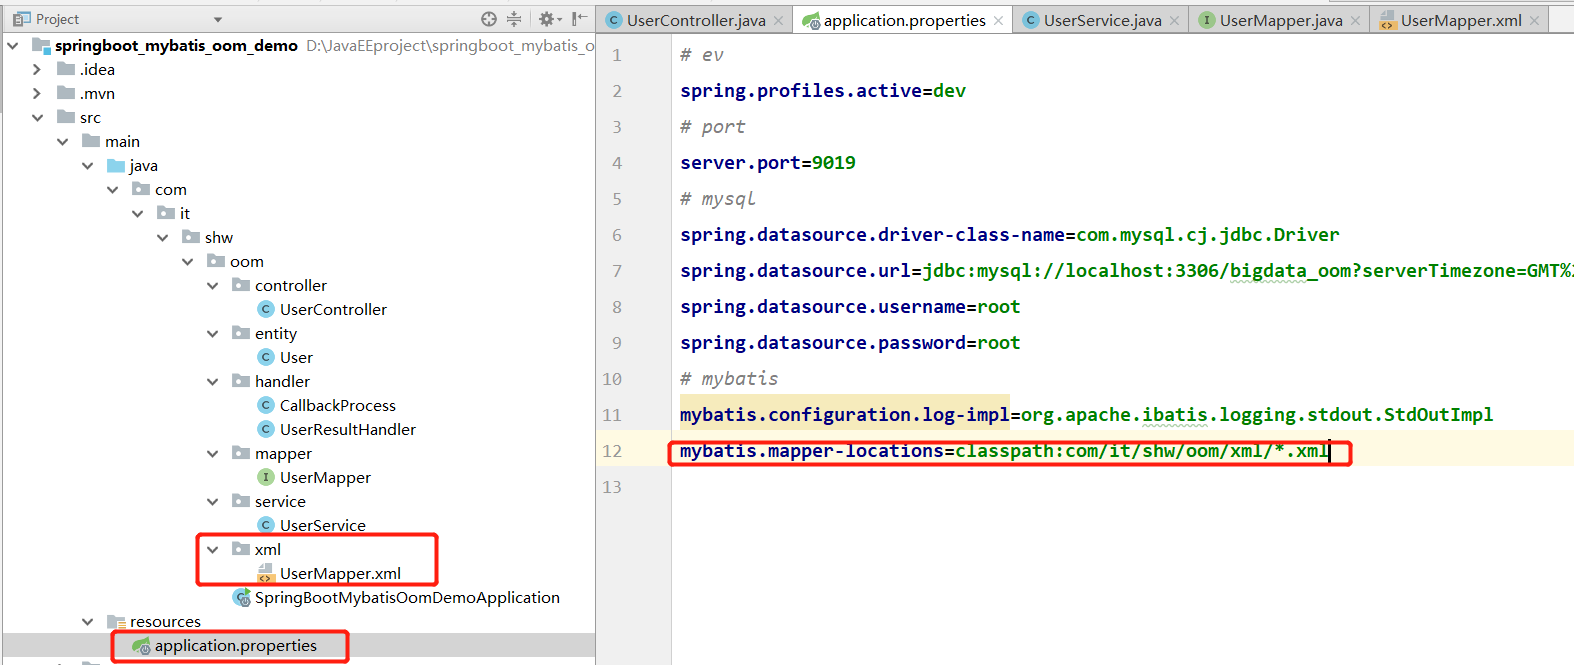 Project
springboot_mybatis_oom_demo D:\JavaEEproject\springboot_mybatis_o
.idea
.mvn
src
main
java
com
it
shw
oom
controller
UserController
entity
User
handler
CallbackProcess
UserResultHandler
mapper
UserMapper
service
UserService
xml
UserMapper.xml
SpringBootMybatisOomDemoApplication
resources
application.properties
UserController.java application.properties UserService.java UserMapper.java UserMapper.xml
1 # ev
2 spring.profiles.active=dev
3 # port
4 server.port=9019
5 # mysql
6 spring.datasource.driver-class-name=com.mysql.cj.jdbc.Driver
7 spring.datasource.url=jdbc:mysql://localhost:3306/bigdata_oom?serverTimezone=GMT%
8 spring.datasource.username=root
9 spring.datasource.password=root
10 # mybatis
11 mybatis.configuration.log-impl=org.apache.ibatis.logging.stdout.StdOutImpl
12 mybatis.mapper-locations=classpath:com/it/shw/oom/xml/*.xml
13